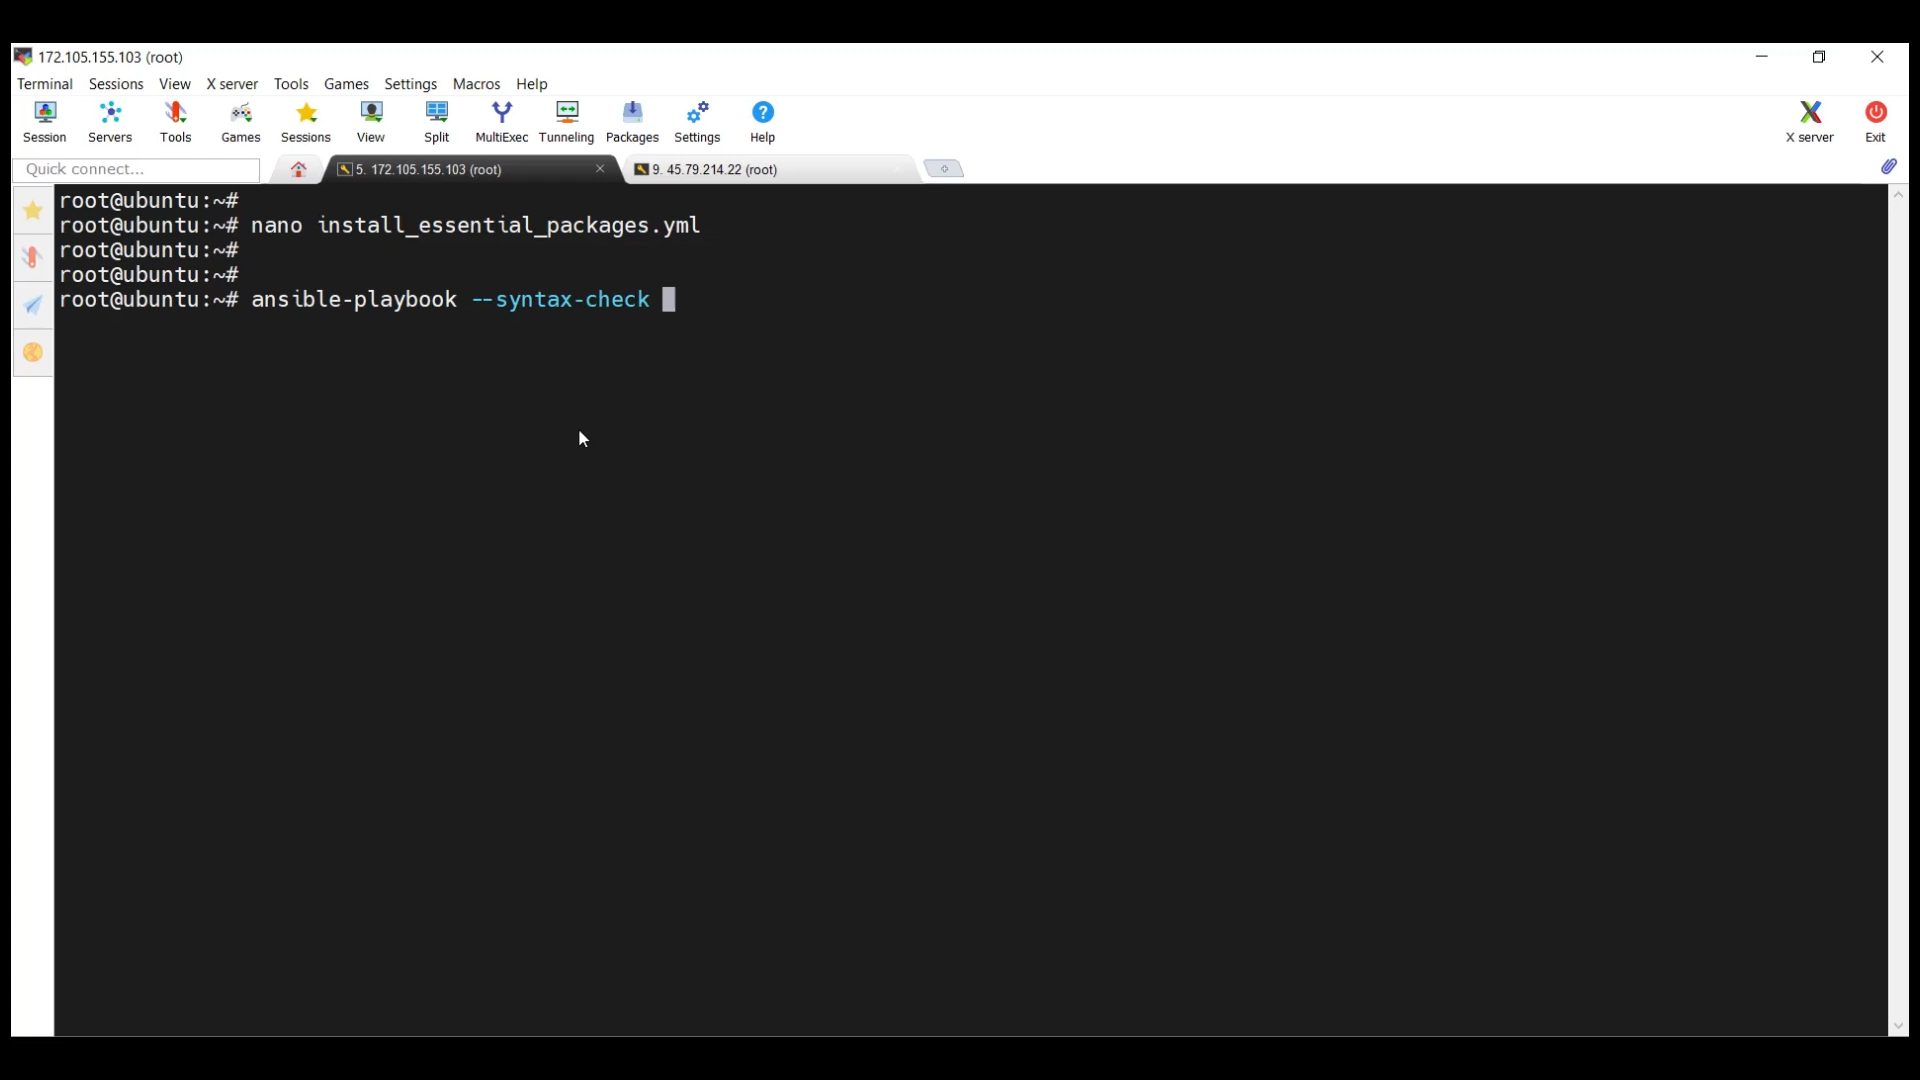 172.105.155.103 (root)
Terminal Sessions View X server Tools Games Settings Macros Help
Session Servers Tools Games Sessions View Split MultiExec Tunneling Packages Settings Help X server Exit
Quick connect... 5. 172.105.155.103 (root) 9. 45.79.214.22 (root)
root@ubuntu:~#
root@ubuntu:~# nano install_essential_packages.yml
root@ubuntu:~#
root@ubuntu:~#
root@ubuntu:~# ansible-playbook --syntax-check